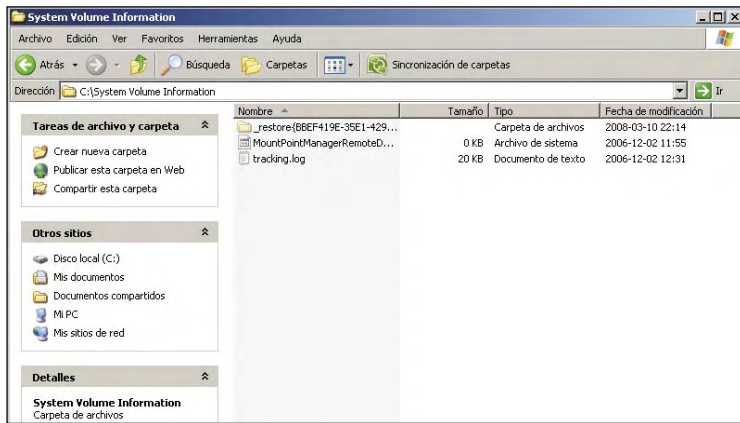 System Volume Information
Archivo Edición Ver Favoritos Herramientas Ayuda
Atrás Búsqueda Carpetas Sincronización de carpetas
Dirección C:\System Volume Information Ir
Tareas de archivo y carpeta
Crear nueva carpeta
Publicar esta carpeta en Web
Compartir esta carpeta
Otros sitios
Disco local (C:)
Mis documentos
Documentos compartidos
Mi PC
Mis sitios de red
Detalles
System Volume Information
Carpeta de archivos
Nombre Tamaño Tipo Fecha de modificación
_restore{BBEF419E-35E1-429... Carpeta de archivos 2008-03-10 22:14
MountPointManagerRemoteD... 0 KB Archivo de sistema 2006-12-02 11:55
tracking.log 20 KB Documento de texto 2006-12-02 12:31